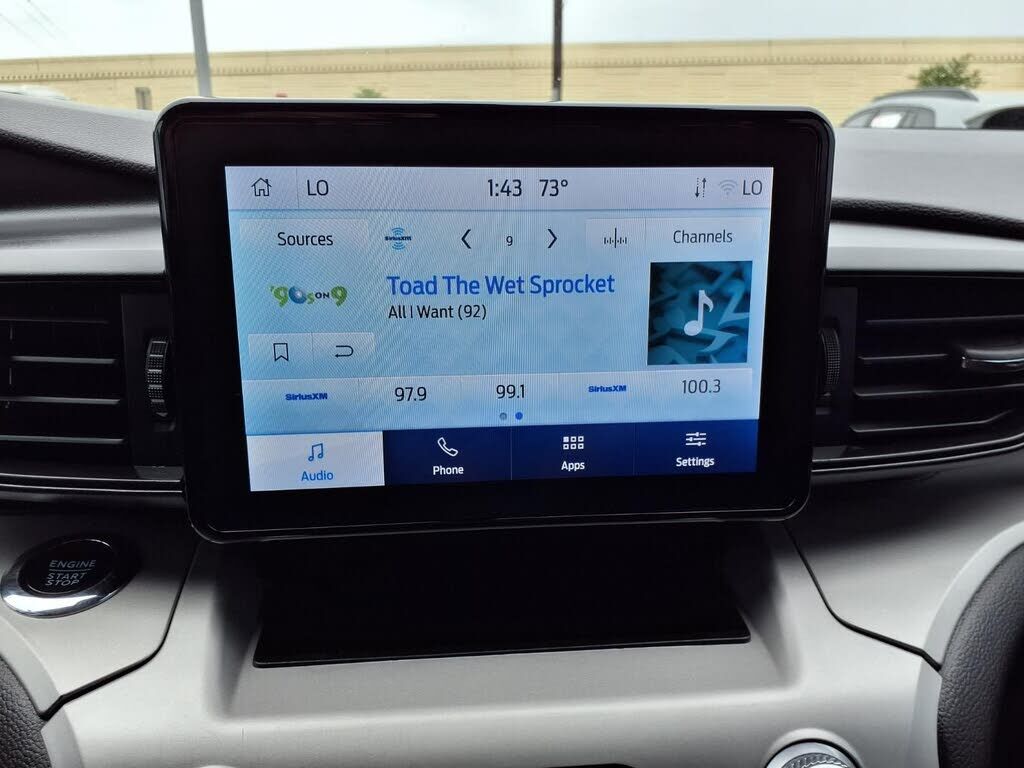 LO 1:43 73° LO
Sources SiriusXM 9 Channels
'90s ON 9
Toad The Wet Sprocket
All I Want (92)
SiriusXM 97.9 99.1 SiriusXM 100.3
Audio Phone Apps Settings
ENGINE
START
STOP